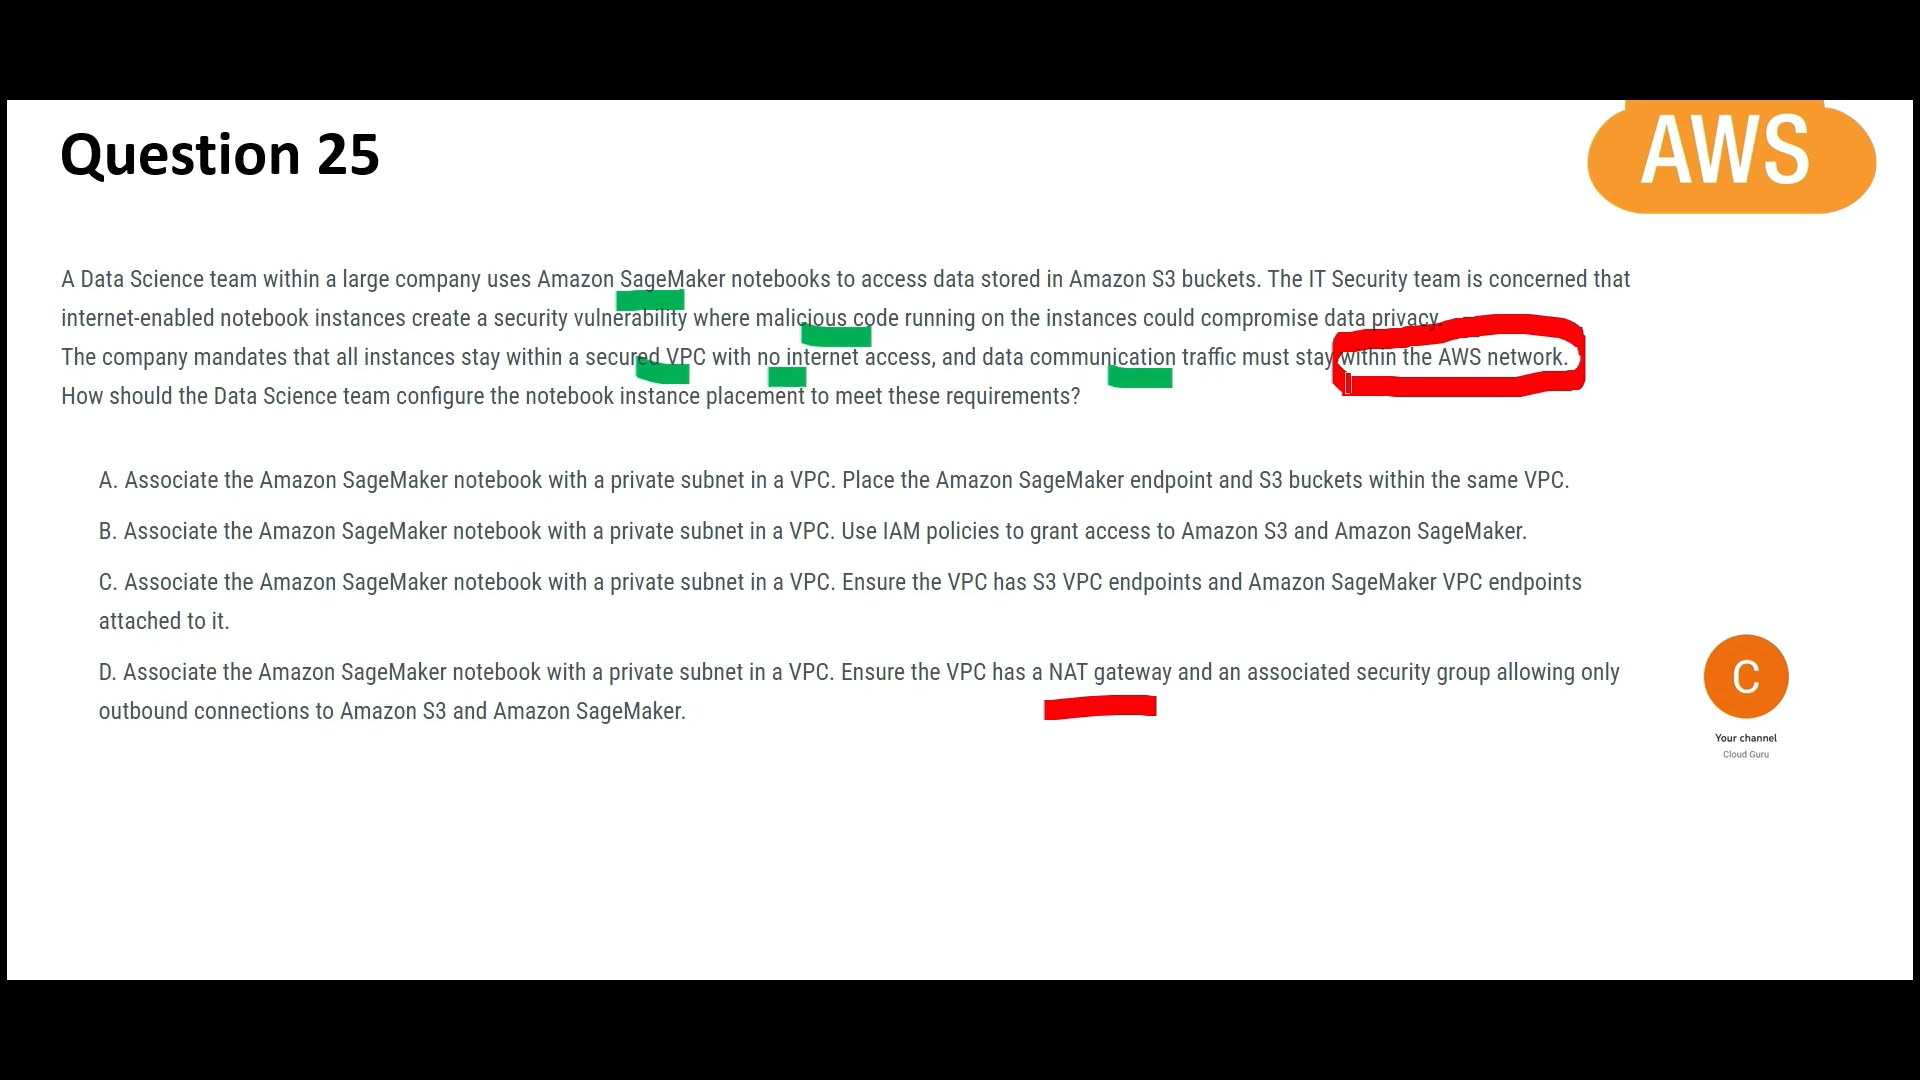 Question 25
AWS
A Data Science team within a large company uses Amazon SageMaker notebooks to access data stored in Amazon S3 buckets. The IT Security team is concerned that
internet-enabled notebook instances create a security vulnerability where malicious code running on the instances could compromise data privacy.
The company mandates that all instances stay within a secured VPC with no internet access, and data communication traffic must stay within the AWS network.
How should the Data Science team configure the notebook instance placement to meet these requirements?
A. Associate the Amazon SageMaker notebook with a private subnet in a VPC. Place the Amazon SageMaker endpoint and S3 buckets within the same VPC.
B. Associate the Amazon SageMaker notebook with a private subnet in a VPC. Use IAM policies to grant access to Amazon S3 and Amazon SageMaker.
C. Associate the Amazon SageMaker notebook with a private subnet in a VPC. Ensure the VPC has S3 VPC endpoints and Amazon SageMaker VPC endpoints
attached to it.
D. Associate the Amazon SageMaker notebook with a private subnet in a VPC. Ensure the VPC has a NAT gateway and an associated security group allowing only
outbound connections to Amazon S3 and Amazon SageMaker.
C
Your channel
Cloud Guru